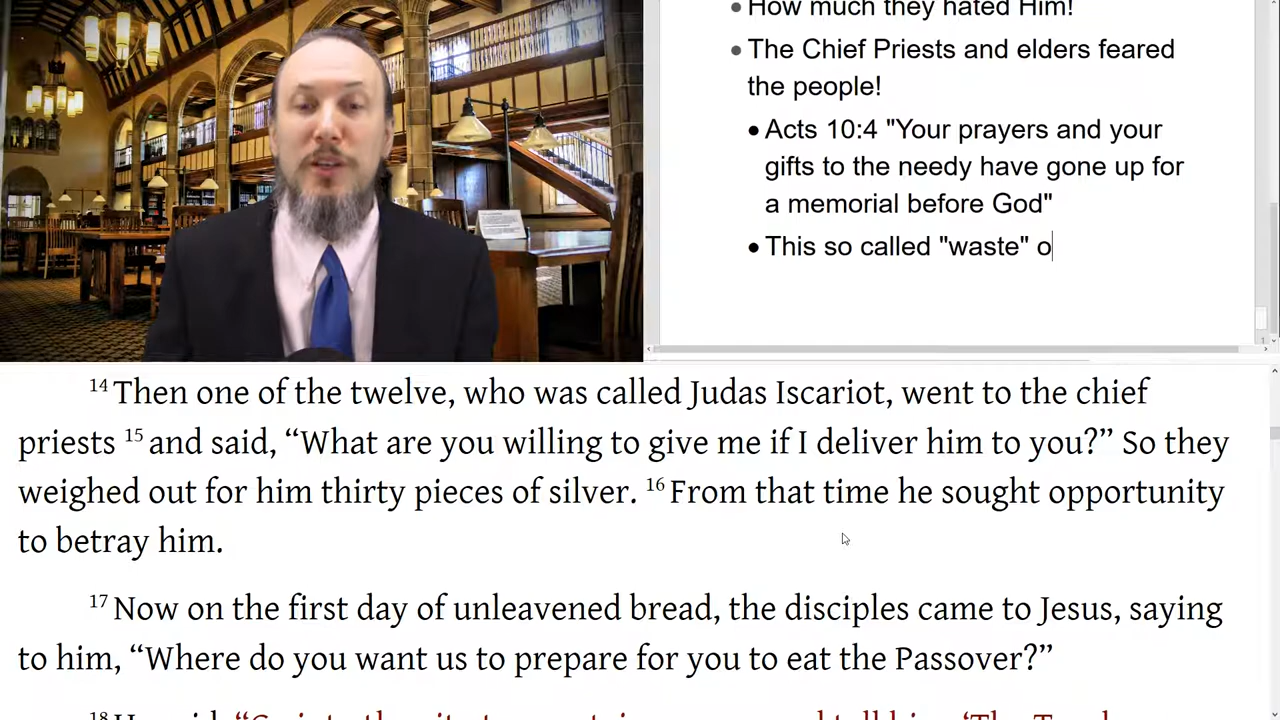 How much they hated Him!
The Chief Priests and elders feared
the people!
Acts 10:4 "Your prayers and your
gifts to the needy have gone up for
a memorial before God"
This so called "waste" o
14 Then one of the twelve, who was called Judas Iscariot, went to the chief
priests 15 and said, “What are you willing to give me if I deliver him to you?” So they
weighed out for him thirty pieces of silver. 16 From that time he sought opportunity
to betray him.
17 Now on the first day of unleavened bread, the disciples came to Jesus, saying
to him, “Where do you want us to prepare for you to eat the Passover?”
18